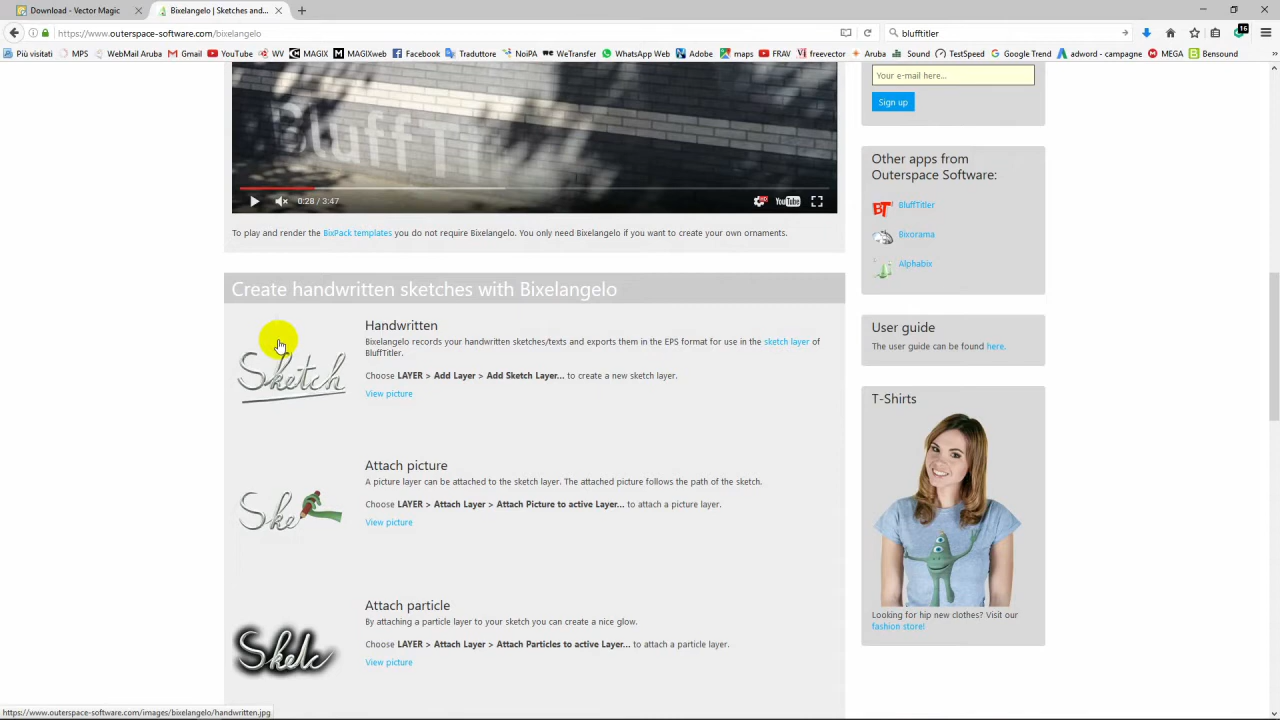 Download - Vector Magic
Bixelangelo | Sketches and...
https://www.outerspace-software.com/bixelangelo
blufftitler
16
Più visitati
MPS
WebMail Aruba
Gmail
YouTube
WV
MAGIX
MAGIXweb
Facebook
Traduttore
NoiPA
WeTransfer
WhatsApp Web
Adobe
maps
FRAV
freevector
Aruba
Sound
TestSpeed
Google Trend
adword - campagne
MEGA
Bensound
Bluff Ti
0:28 / 3:47
YouTube
To play and render the BixPack templates you do not require Bixelangelo. You only need Bixelangelo if you want to create your own ornaments.
Create handwritten sketches with Bixelangelo
Sketch
Handwritten
Bixelangelo records your handwritten sketches/texts and exports them in the EPS format for use in the sketch layer of
BluffTitler.
Choose LAYER > Add Layer > Add Sketch Layer... to create a new sketch layer.
View picture
Ske
Attach picture
A picture layer can be attached to the sketch layer. The attached picture follows the path of the sketch.
Choose LAYER > Attach Layer > Attach Picture to active Layer... to attach a picture layer.
View picture
Sketc
Attach particle
By attaching a particle layer to your sketch you can create a nice glow.
Choose LAYER > Attach Layer > Attach Particles to active Layer... to attach a particle layer.
View picture
Your e-mail here...
Sign up
Other apps from
Outerspace Software:
BT
BluffTitler
Bixorama
Alphabix
User guide
The user guide can be found here.
T-Shirts
Looking for hip new clothes? Visit our
fashion store!
https://www.outerspace-software.com/images/bixelangelo/handwritten.jpg